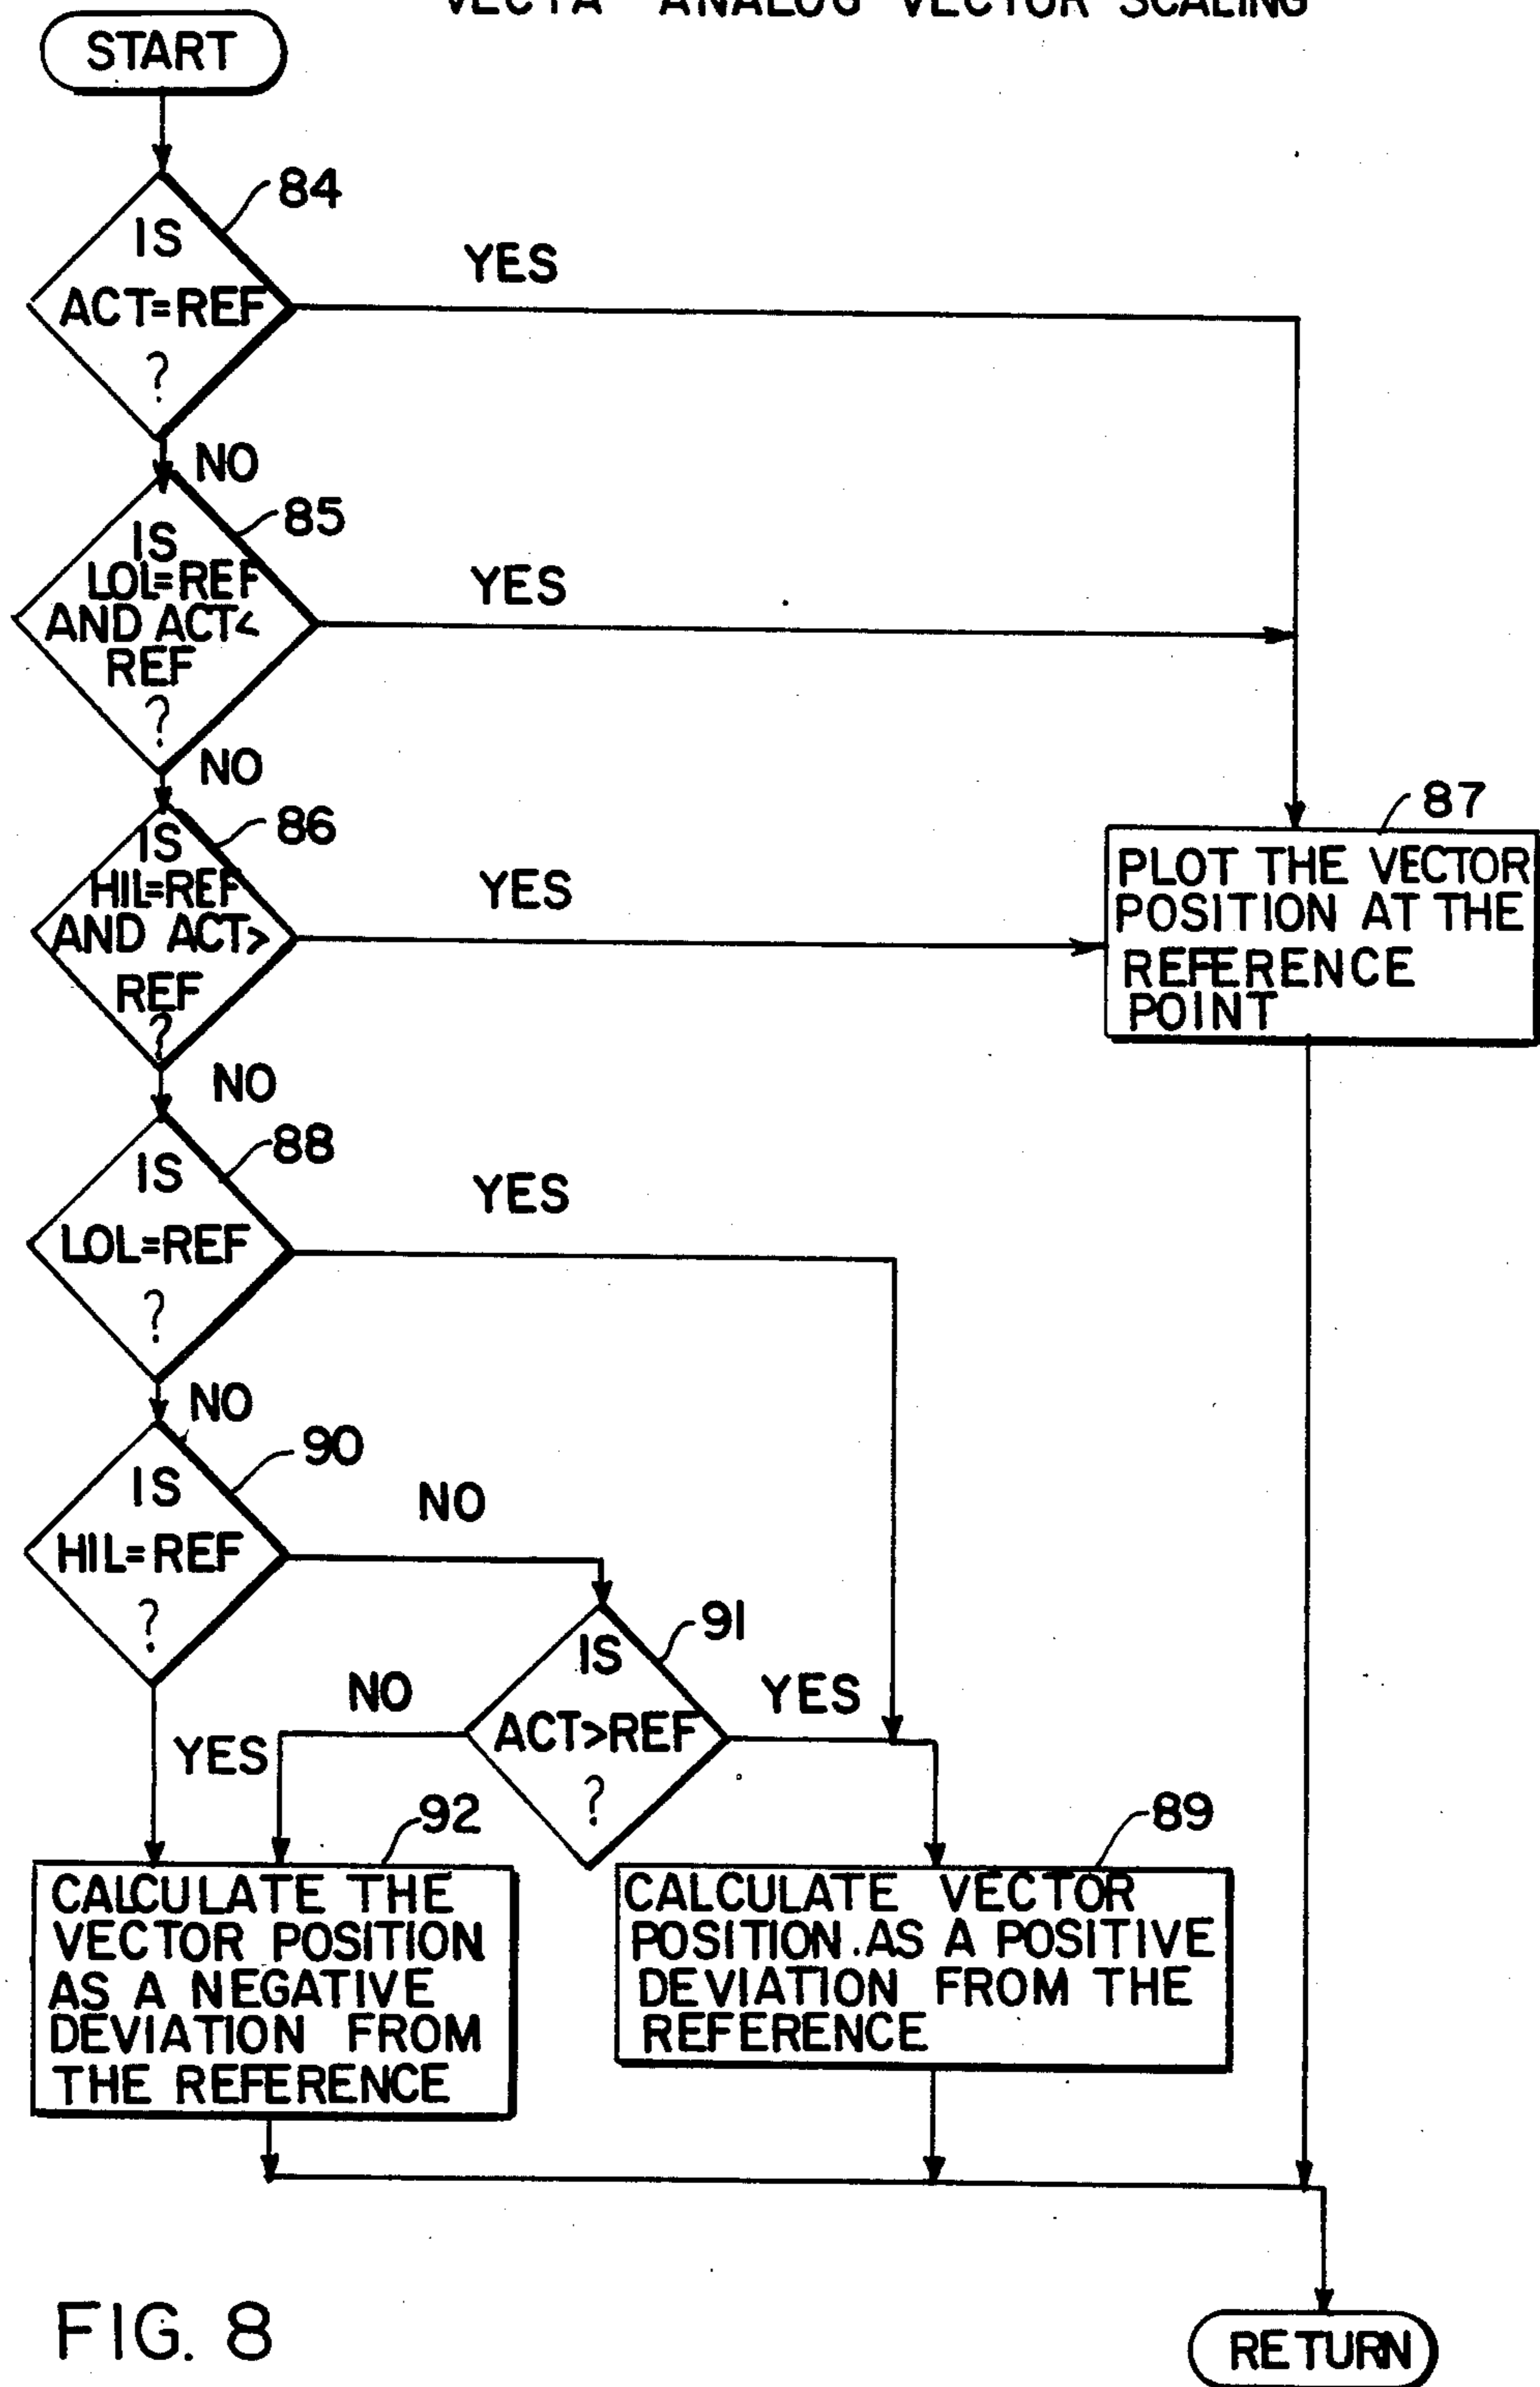 VECTA ANALOG VECTOR SCALING
START
84
IS
ACT=REF
?
YES
NO
85
IS
LOL=REF
AND ACT<
REF
?
YES
NO
86
IS
HIL=REF
AND ACT>
REF
?
YES
87
PLOT THE VECTOR
POSITION AT THE
REFERENCE
POINT
NO
88
IS
LOL=REF
?
YES
NO
90
IS
HIL=REF
?
NO
91
IS
ACT>REF
?
NO
YES
YES
92
CALCULATE THE
VECTOR POSITION
AS A NEGATIVE
DEVIATION FROM
THE REFERENCE
89
CALCULATE VECTOR
POSITION.AS A POSITIVE
DEVIATION FROM THE
REFERENCE
FIG. 8
RETURN